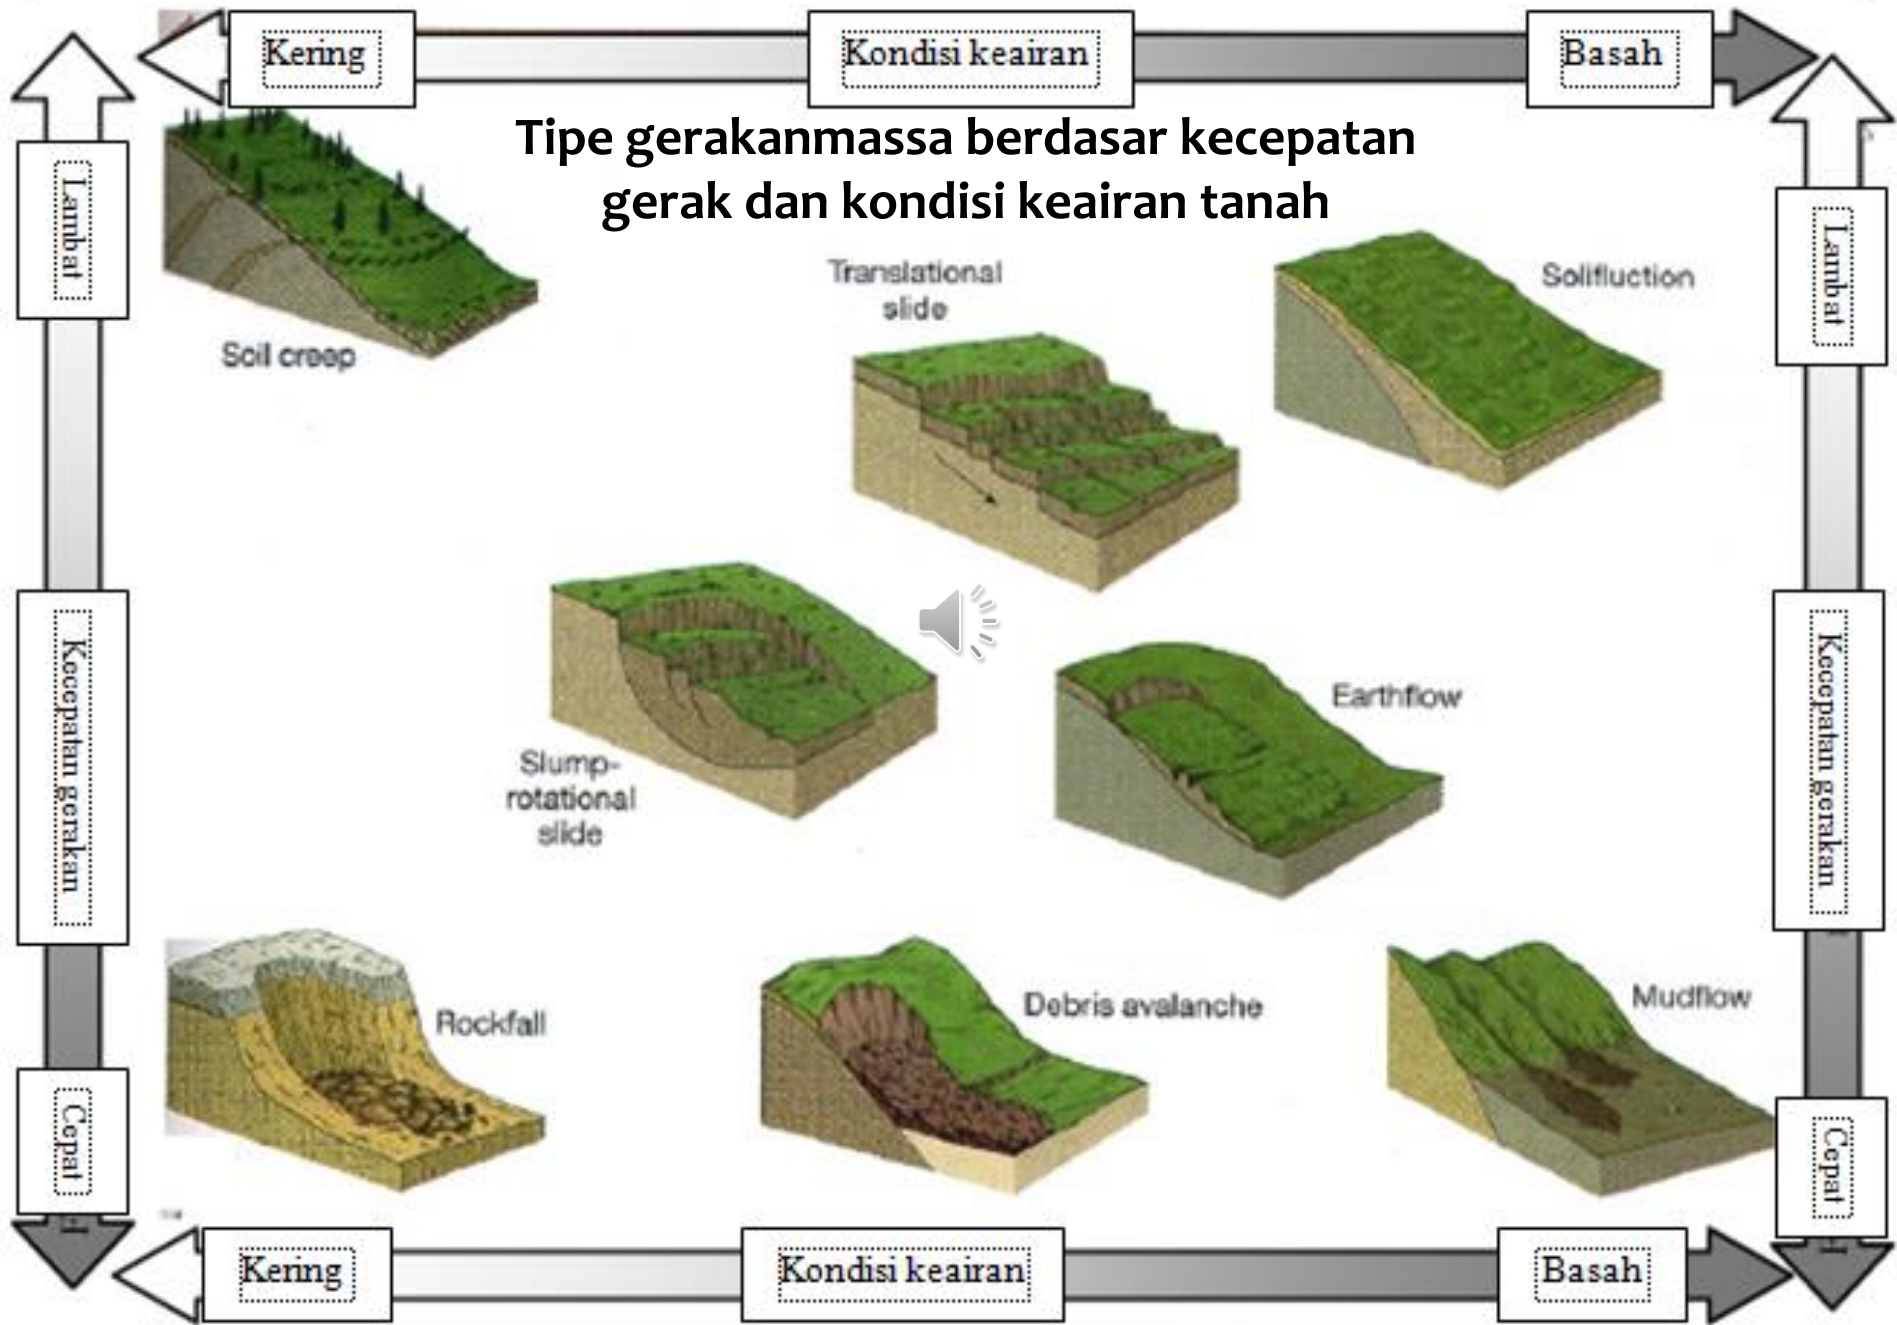 Kering
Kondisi keairan
Basah
Tipe gerakanmassa berdasar kecepatan
gerak dan kondisi keairan tanah
Lambat
Lambat
Translational
slide
Solifluction
Soil creep
Kecepatan gerakan
Kecepatan gerakan
Earthflow
Slump-
rotational
slide
Rockfall
Debris avalanche
Mudflow
Cepat
Cepat
Kering
Kondisi keairan
Basah